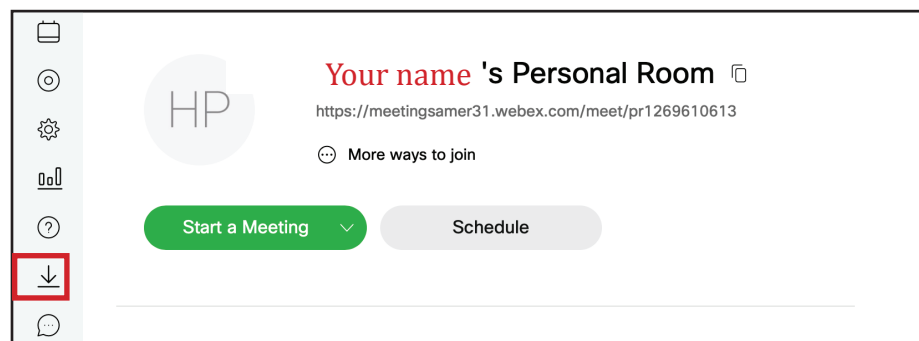 HP
Your name 's Personal Room
https://meetingsamer31.webex.com/meet/pr1269610613
More ways to join
Start a Meeting
Schedule